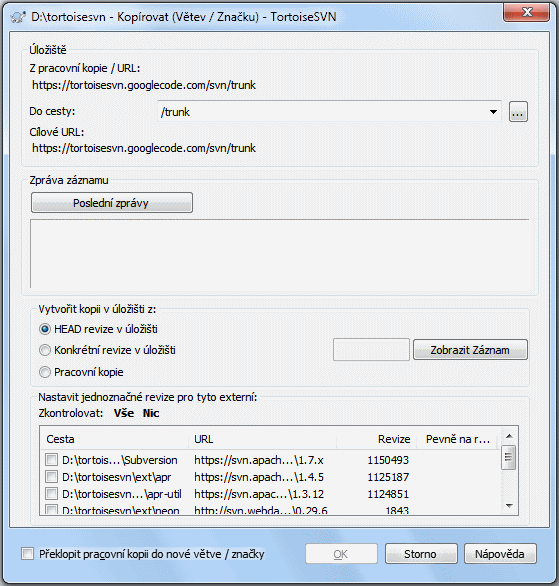 D:\tortoisesvn - Kopírovat (Větev / Značku) - TortoiseSVN
Úložiště
Z pracovní kopie / URL:
https://tortoisesvn.googlecode.com/svn/trunk
Do cesty: /trunk ...
Cílové URL:
https://tortoisesvn.googlecode.com/svn/trunk
Zpráva záznamu
Poslední zprávy
Vytvořit kopii v úložišti z:
HEAD revize v úložišti
Konkrétní revize v úložišti Zobrazit Záznam
Pracovní kopie
Nastavit jednoznačné revize pro tyto externí:
Zkontrolovat: Vše Nic
Cesta URL Revize Pevně na r...
D:\tortois...\Subversion https://svn.apach...\1.7.x 1150493
D:\tortoisesvn\ext\apr https://svn.apac...\1.4.5 1125187
D:\tortoisesvn...\apr-util https://svn.apac...\1.3.12 1124851
D:\tortoisesvn\ext\neon http://svn.webda...\0.29.6 1843
Překlopit pracovní kopii do nové větve / značky OK Storno Nápověda